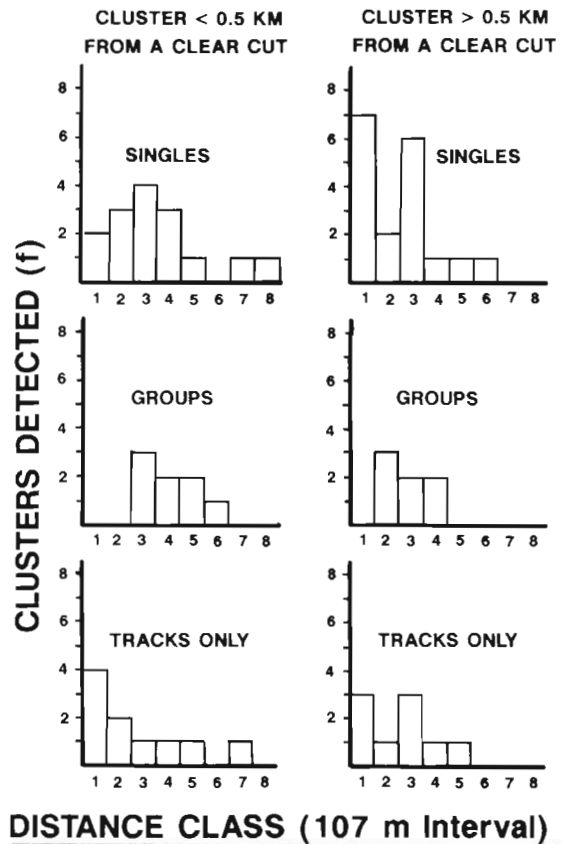 CLUSTER < 0.5 KM
FROM A CLEAR CUT
CLUSTER > 0.5 KM
FROM A CLEAR CUT
CLUSTERS DETECTED (f)
8
6
4
2
SINGLES
1 2 3 4 5 6 7 8
8
6
4
2
SINGLES
1 2 3 4 5 6 7 8
8
6
4
2
GROUPS
1 2 3 4 5 6 7 8
8
6
4
2
GROUPS
1 2 3 4 5 6 7 8
8
6
4
2
TRACKS ONLY
1 2 3 4 5 6 7 8
8
6
4
2
TRACKS ONLY
1 2 3 4 5 6 7 8
DISTANCE CLASS (107 m Interval)